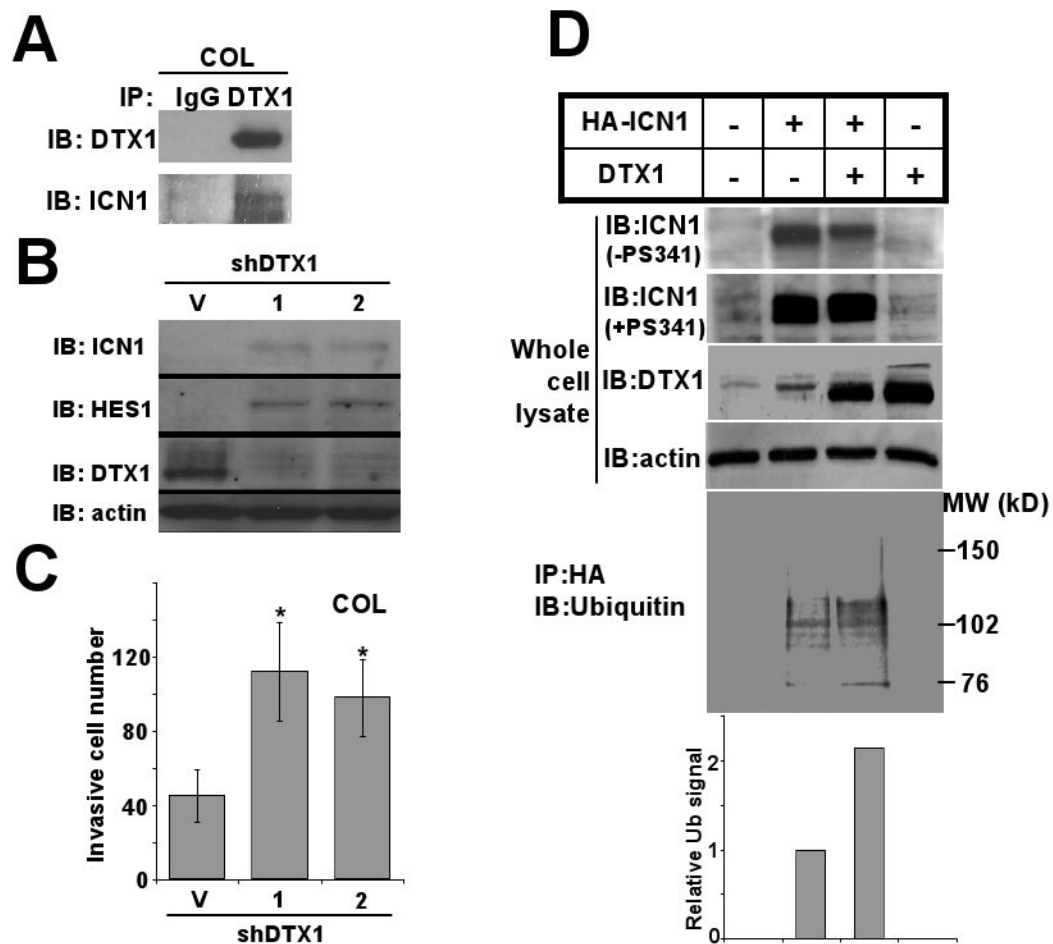 A
COL
IP: IgG DTX1
IB: DTX1
IB: ICN1
B
shDTX1
V 1 2
IB: ICN1
IB: HES1
IB: DTX1
IB: actin
C
COL
Invasive cell number
120
80
40
0
* *
V 1 2
shDTX1
D
HA-ICN1 - + + -
DTX1 - - + +
Whole
cell
lysate
IB:ICN1
(-PS341)
IB:ICN1
(+PS341)
IB:DTX1
IB:actin
MW (kD)
150
102
76
IP:HA
IB:Ubiquitin
Relative Ub signal
2
1
0